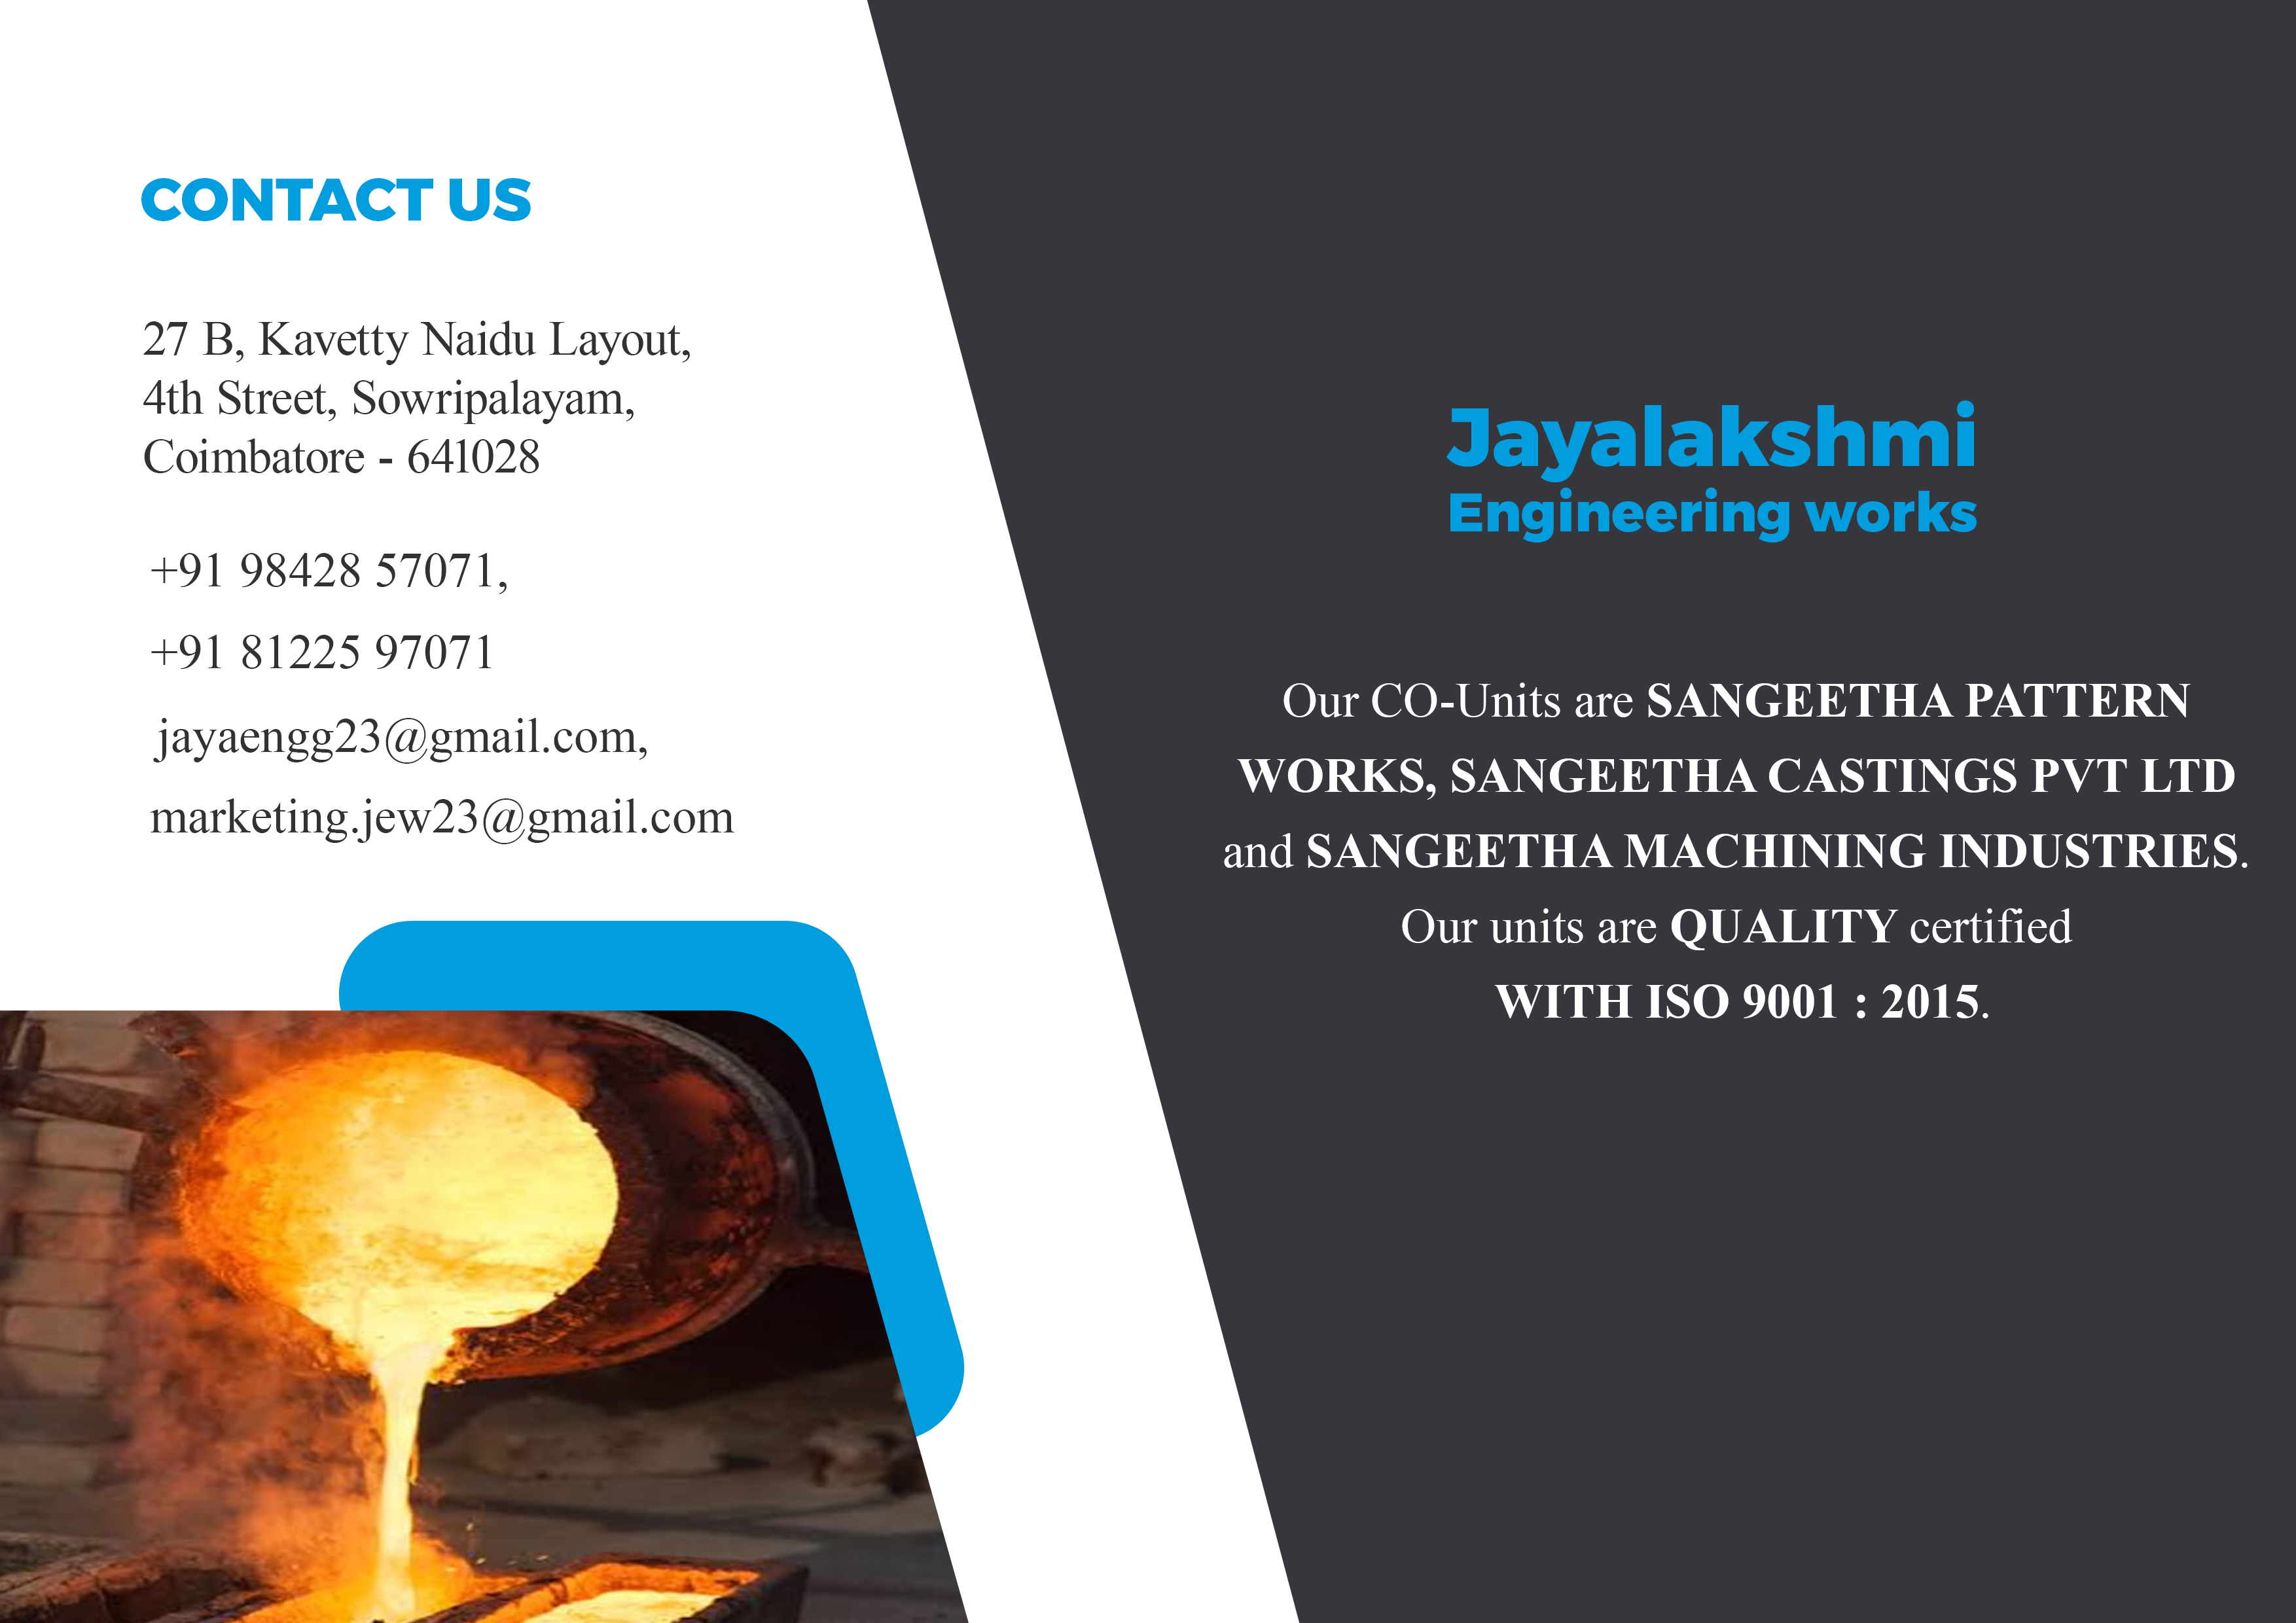 CONTACT US
27 B, Kavetty Naidu Layout,
4th Street, Sowripalayam,
Coimbatore - 641028
+91 98428 57071,
+91 81225 97071
jayaengg23@gmail.com,
marketing.jew23@gmail.com
Jayalakshmi
Engineering works
Our CO-Units are SANGEETHA PATTERN
WORKS, SANGEETHA CASTINGS PVT LTD
and SANGEETHA MACHINING INDUSTRIES.
Our units are QUALITY certified
WITH ISO 9001 : 2015.